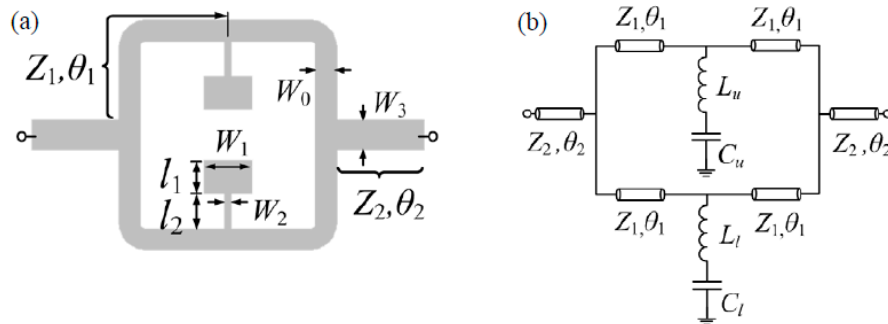 (a)
Z₁,θ₁
W₀
W₃
W₁
l₁
l₂
W₂
Z₂,θ₂
(b)
Z₁,θ₁ Z₁,θ₁
Lᵤ
Cᵤ
Z₂,θ₂ Z₂,θ₂
Z₁,θ₁ Z₁,θ₁
Lₗ
Cₗ